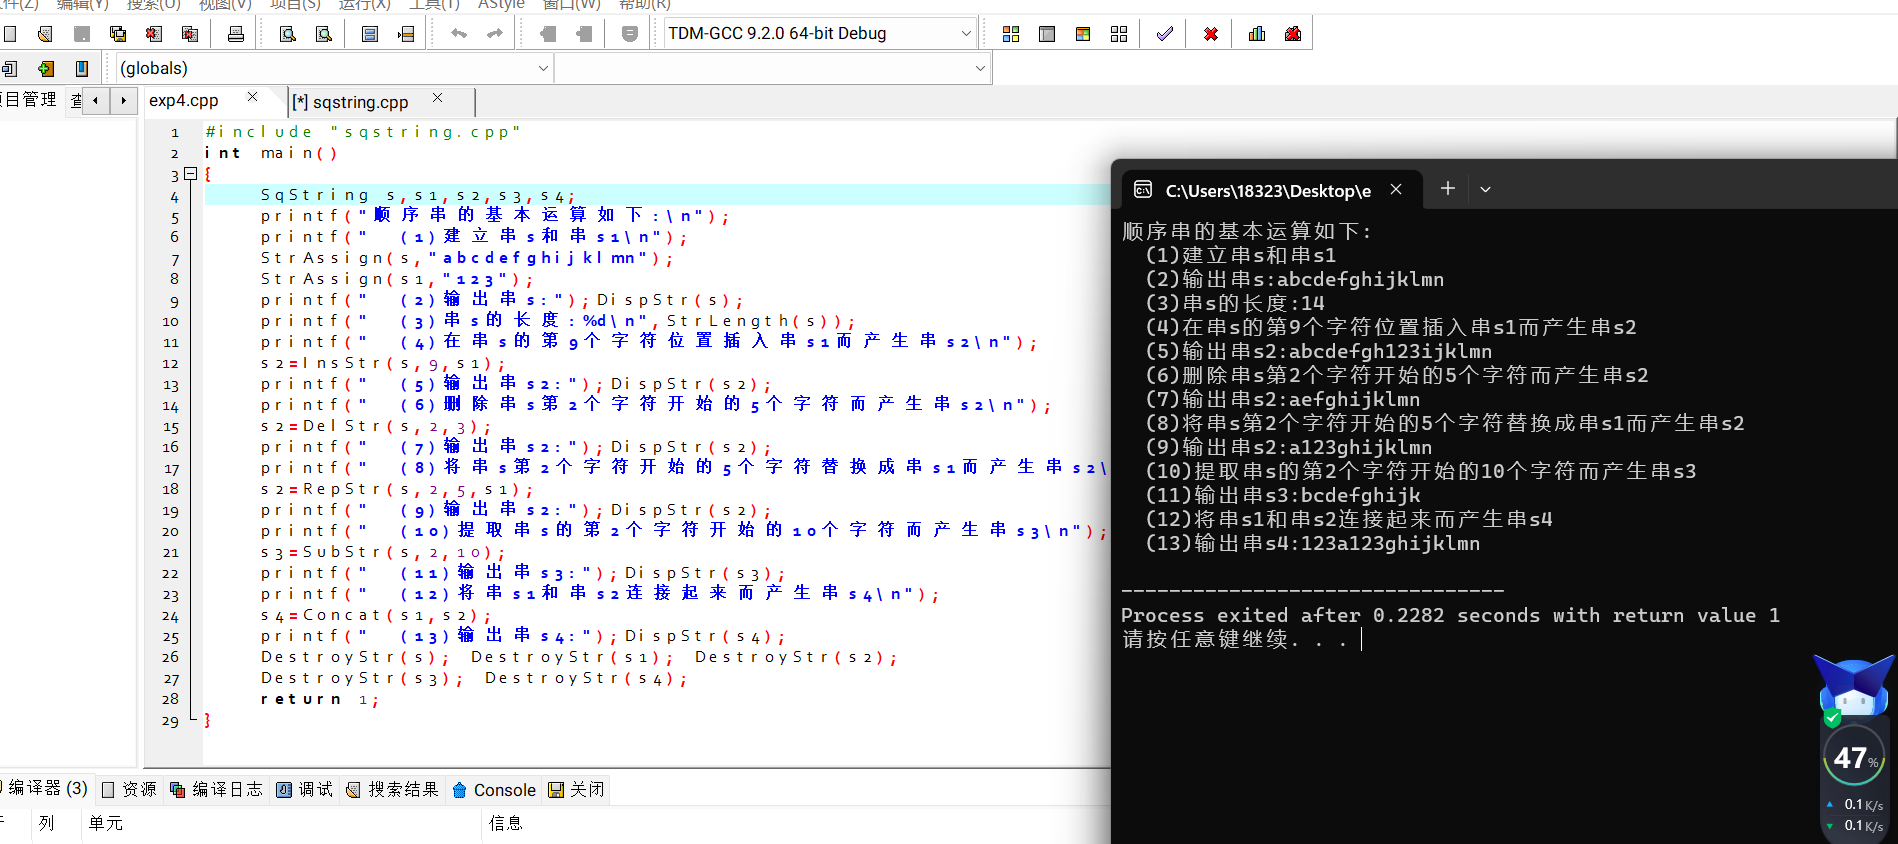 编辑(Y) 搜索(U) 视图(V) 项目(S) 运行(X) 工具(T) AStyle 窗口(W) 帮助(R)
TDM-GCC 9.2.0 64-bit Debug
(globals)
项目管理 查
exp4.cpp
[*] sqstring.cpp
1 #include "sqstring.cpp"
2 int main()
3 {
4 SqString s,s1,s2,s3,s4;
5 printf("顺序串的基本运算如下:\n");
6 printf("  (1)建立串s和串s1\n");
7 StrAssign(s,"abcdefghijklmn");
8 StrAssign(s1,"123");
9 printf("  (2)输出串s:");DispStr(s);
10 printf("  (3)串s的长度:%d\n",StrLength(s));
11 printf("  (4)在串s的第9个字符位置插入串s1而产生串s2\n");
12 s2=InsStr(s,9,s1);
13 printf("  (5)输出串s2:");DispStr(s2);
14 printf("  (6)删除串s第2个字符开始的5个字符而产生串s2\n");
15 s2=DelStr(s,2,3);
16 printf("  (7)输出串s2:");DispStr(s2);
17 printf("  (8)将串s第2个字符开始的5个字符替换成串s1而产生串s2\
18 s2=RepStr(s,2,5,s1);
19 printf("  (9)输出串s2:");DispStr(s2);
20 printf("  (10)提取串s的第2个字符开始的10个字符而产生串s3\n");
21 s3=SubStr(s,2,10);
22 printf("  (11)输出串s3:");DispStr(s3);
23 printf("  (12)将串s1和串s2连接起来而产生串s4\n");
24 s4=Concat(s1,s2);
25 printf("  (13)输出串s4:");DispStr(s4);
26 DestroyStr(s); DestroyStr(s1); DestroyStr(s2);
27 DestroyStr(s3); DestroyStr(s4);
28 return 1;
29 }
编译器 (3) 资源 编译日志 调试 搜索结果 Console 关闭
列 单元 信息
C:\Users\18323\Desktop\e
顺序串的基本运算如下:
(1)建立串s和串s1
(2)输出串s:abcdefghijklmn
(3)串s的长度:14
(4)在串s的第9个字符位置插入串s1而产生串s2
(5)输出串s2:abcdefgh123ijklmn
(6)删除串s第2个字符开始的5个字符而产生串s2
(7)输出串s2:aefghijklmn
(8)将串s第2个字符开始的5个字符替换成串s1而产生串s2
(9)输出串s2:a123ghijklmn
(10)提取串s的第2个字符开始的10个字符而产生串s3
(11)输出串s3:bcdefghijk
(12)将串s1和串s2连接起来而产生串s4
(13)输出串s4:123a123ghijklmn
--------------------------------
Process exited after 0.2282 seconds with return value 1
请按任意键继续. . .
47%
0.1K/s
0.1K/s